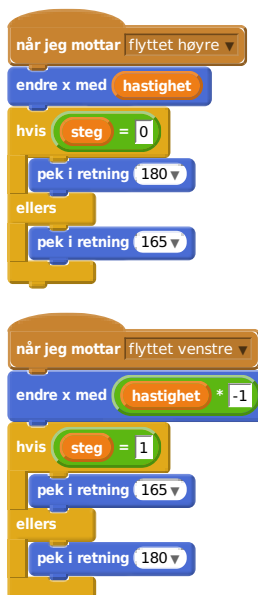 når jeg mottar flyttet høyre
endre x med hastighet
hvis steg = 0
pek i retning 180
ellers
pek i retning 165
når jeg mottar flyttet venstre
endre x med hastighet * -1
hvis steg = 1
pek i retning 165
ellers
pek i retning 180